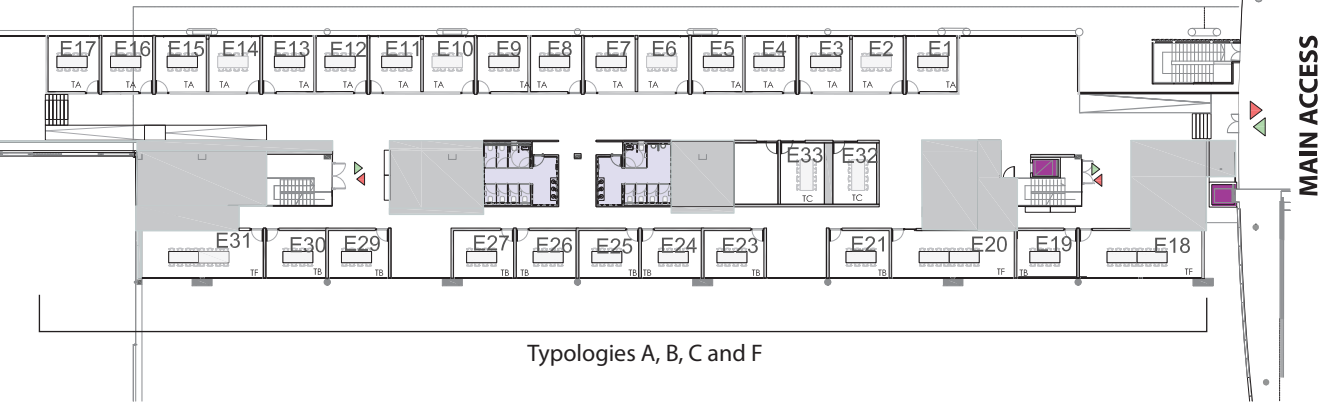 E17 E16 E15 E14 E13 E12 E11 E10 E9 E8 E7 E6 E5 E4 E3 E2 E1
TA TA TA TA TA TA TA TA TA TA TA TA TA TA TA TA TA
MAIN ACCESS
E33 E32
TC TC
E31 E30 E29 E27 E26 E25 E24 E23 E21 E20 E19 E18
TF TB TB TB TB TB TB TB TB TF TB TF
Typologies A, B, C and F